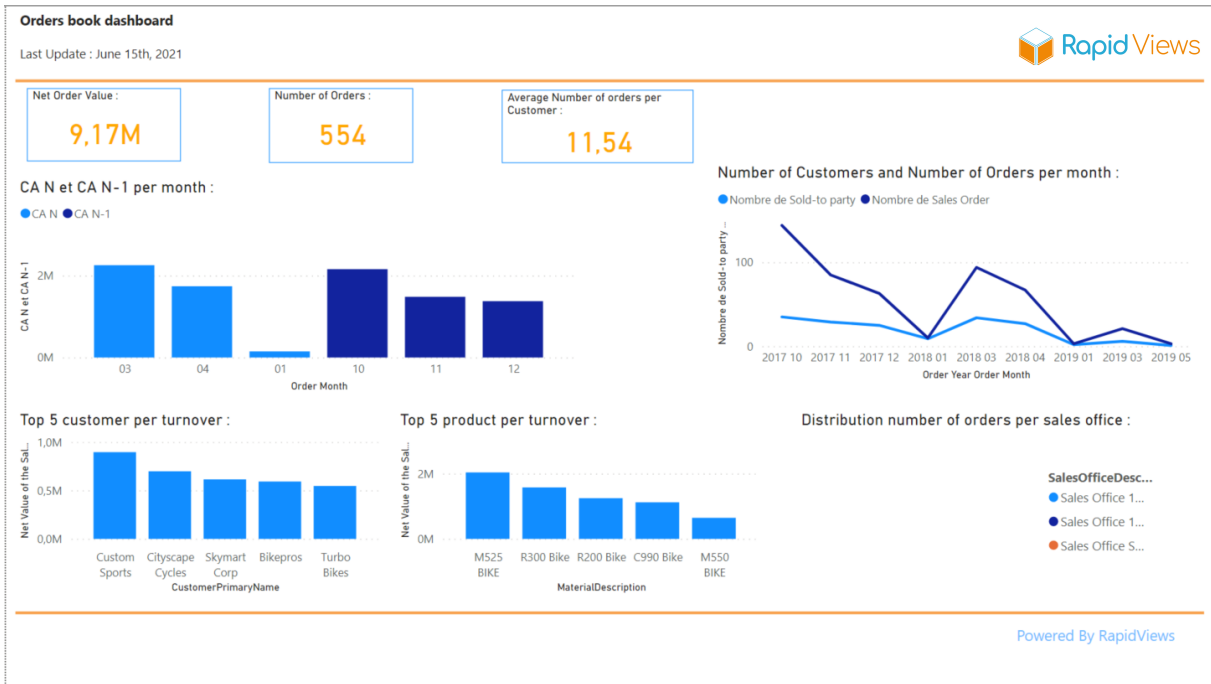 Orders book dashboard
Last Update : June 15th, 2021
Rapid Views
Net Order Value :
9,17M
Number of Orders :
554
Average Number of orders per
Customer :
11,54
CA N et CA N-1 per month :
CA N CA N-1
CA N et CA N-1
2M
0M
03 04 01 10 11 12
Order Month
Number of Customers and Number of Orders per month :
Nombre de Sold-to party Nombre de Sales Order
Nombre de Sold-to party ...
100
0
2017 10 2017 11 2017 12 2018 01 2018 03 2018 04 2019 01 2019 03 2019 05
Order Year Order Month
Top 5 customer per turnover :
Net Value of the Sal...
1,0M
0,5M
0,0M
Custom Cityscape Skymart Bikepros Turbo
Sports Cycles Corp Bikes
CustomerPrimaryName
Top 5 product per turnover :
Net Value of the Sal...
2M
0M
M525 R300 Bike R200 Bike C990 Bike M550
BIKE BIKE
MaterialDescription
Distribution number of orders per sales office :
SalesOfficeDesc...
Sales Office 1...
Sales Office 1...
Sales Office S...
Powered By RapidViews